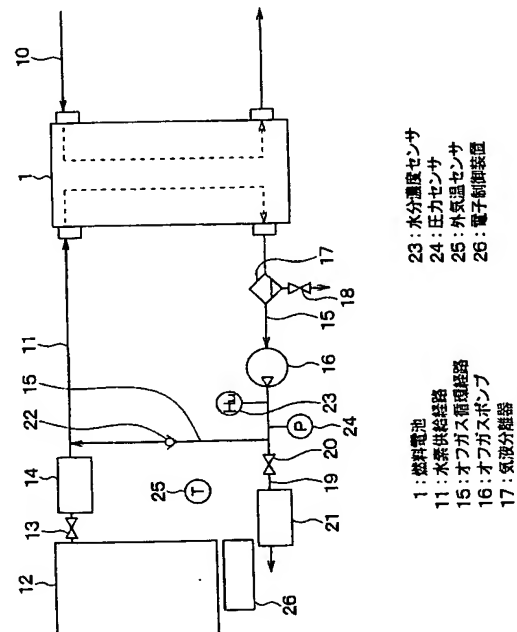 10
1
11
15
22
14
13
12
25
T
17
18
15
16
Hu
23
P
24
20
19
21
26
1：燃料電池
11：水素供給経路
15：オフガス循環経路
16：オフガスポンプ
17：気液分離器
23：水分濃度センサ
24：圧力センサ
25：外気温センサ
26：電子制御装置